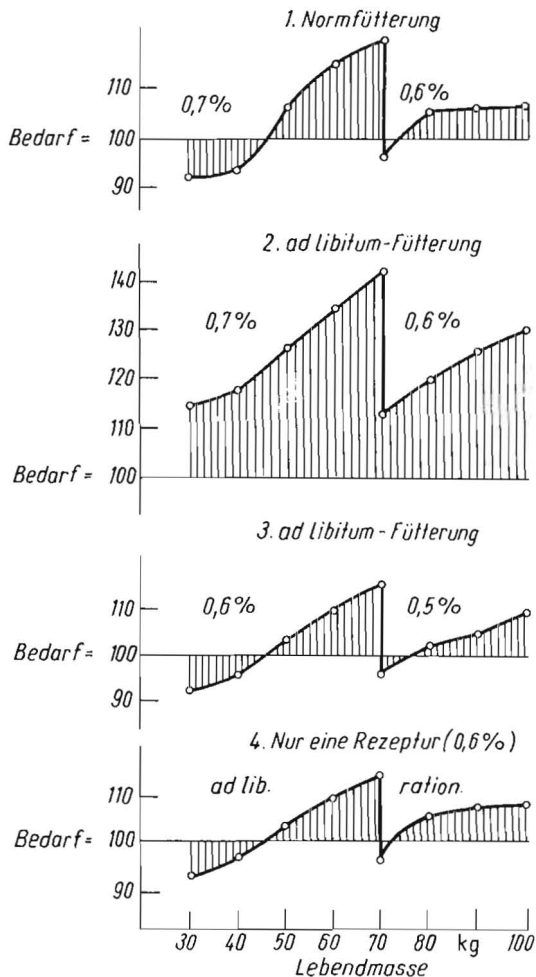 1. Normfütterung
110
0,7%
0,6%
Bedarf = 100
90
2. ad libitum-Fütterung
140
130
0,7%
0,6%
120
110
Bedarf = 100
3. ad libitum - Fütterung
110
0,6%
0,5%
Bedarf = 100
90
4. Nur eine Rezeptur (0,6%)
ad lib.
ration.
110
Bedarf = 100
90
30 40 50 60 70 80 kg 100
Lebendmasse